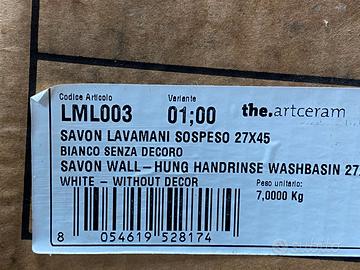 Codice Articolo Variante
LML003 01;00 the.artceram
SAVON LAVAMANI SOSPESO 27X45
BIANCO SENZA DECORO
SAVON WALL-HUNG HANDRINSE WASHBASIN 27
WHITE - WITHOUT DECOR Peso unitario:
7,0000 Kg
8 054619 528174
subito